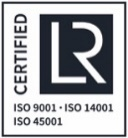 CERTIFIED
LR
ISO 9001 · ISO 14001
ISO 45001